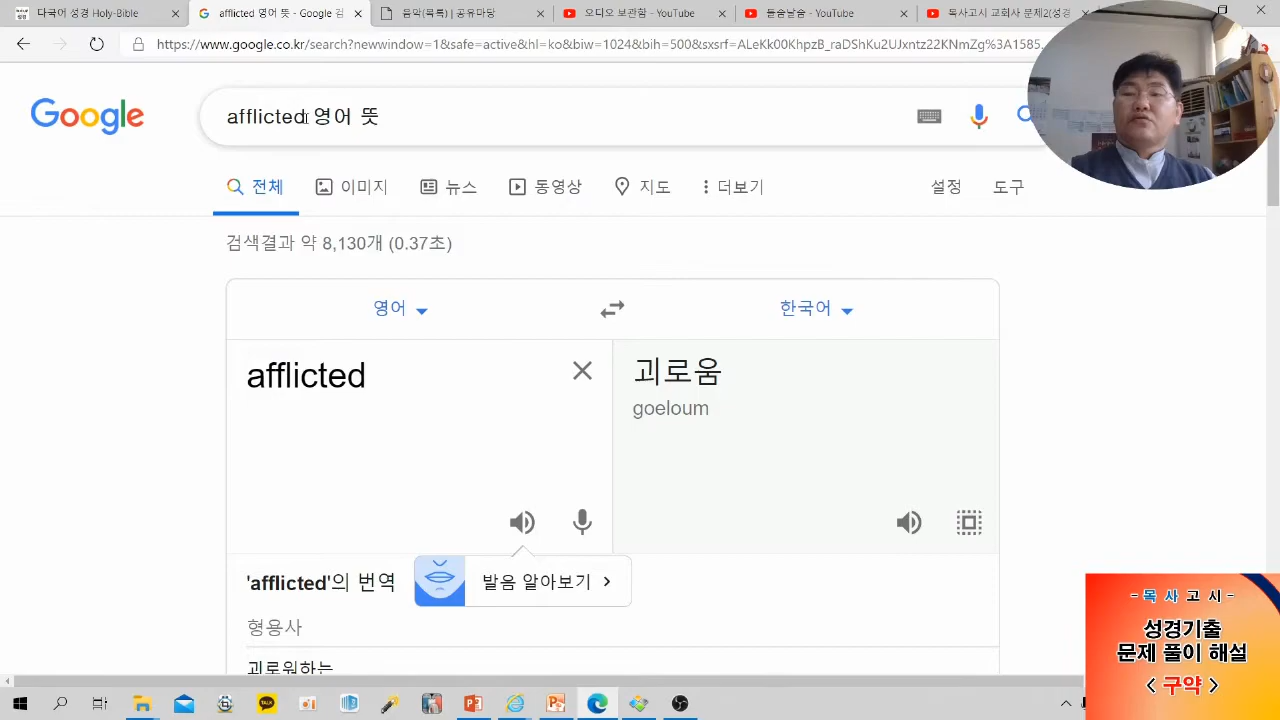 다국어 성경 Holy-Bible
afflicted 영어 뜻 - Google 검
음악(목록) | 공유마당
오디오 보관함 - YouTube
돌숨날숨 - YouTube
목사고시 교회사 문제2(성경
https://www.google.co.kr/search?newwindow=1&safe=active&hl=ko&biw=1024&bih=500&sxsrf=ALeKk00KhpzB_raDShKu2UJxntz22KNmZg%3A1585...
Google
afflicted 영어 뜻
전체 이미지 뉴스 동영상 지도 더보기 설정 도구
검색결과 약 8,130개 (0.37초)
영어 한국어
afflicted
괴로움
goeloum
'afflicted'의 번역
발음 알아보기
형용사
괴로워하는
- 목 사 고 시 -
성경기출
문제 풀이 해설
< 구약 >